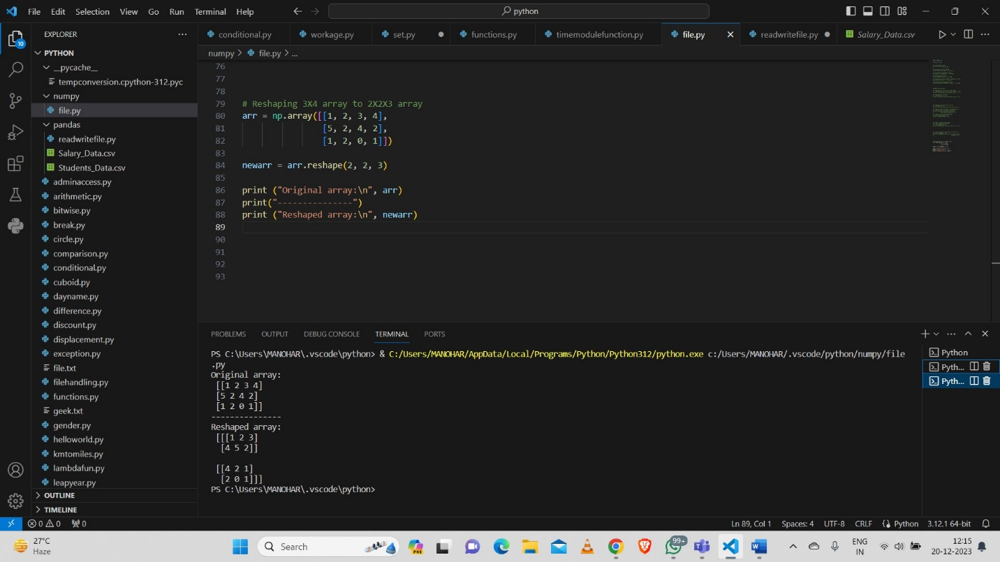 File Edit Selection View Go Run Terminal Help
python
EXPLORER
PYTHON
__pycache__
tempconversion.cpython-312.pyc
numpy
file.py
pandas
readwritefile.py
Salary_Data.csv
Students_Data.csv
adminaccess.py
arithmetic.py
bitwise.py
break.py
circle.py
comparison.py
conditional.py
cuboid.py
dayname.py
difference.py
discount.py
displacement.py
exception.py
file.txt
filehandling.py
functions.py
geek.txt
gender.py
helloworld.py
kmtomiles.py
lambdafun.py
leapyear.py
OUTLINE
TIMELINE
10
conditional.py workage.py set.py functions.py timemodulefunction.py file.py readwritefile.py Salary_Data.csv
numpy > file.py > ...
76
77
78
79 # Reshaping 3X4 array to 2X2X3 array
80 arr = np.array([[1, 2, 3, 4],
81 [5, 2, 4, 2],
82 [1, 2, 0, 1]])
83
84 newarr = arr.reshape(2, 2, 3)
85
86 print ("Original array:\n", arr)
87 print("---------------")
88 print ("Reshaped array:\n", newarr)
89
90
91
92
93
PROBLEMS OUTPUT DEBUG CONSOLE TERMINAL PORTS
PS C:\Users\MANOHAR\.vscode\python> & C:/Users/MANOHAR/AppData/Local/Programs/Python/Python312/python.exe c:/Users/MANOHAR/.vscode/python/numpy/file
.py
Original array:
[[1 2 3 4]
[5 2 4 2]
[1 2 0 1]]
---------------
Reshaped array:
[[[1 2 3]
[4 5 2]]
[[4 2 1]
[2 0 1]]]
PS C:\Users\MANOHAR\.vscode\python>
Python
Pyth...
Pyth...
0 0 0 Ln 89, Col 1 Spaces: 4 UTF-8 CRLF Python 3.12.1 64-bit
27°C
Haze
Search
PRE
99+
ENG
IN
12:15
20-12-2023